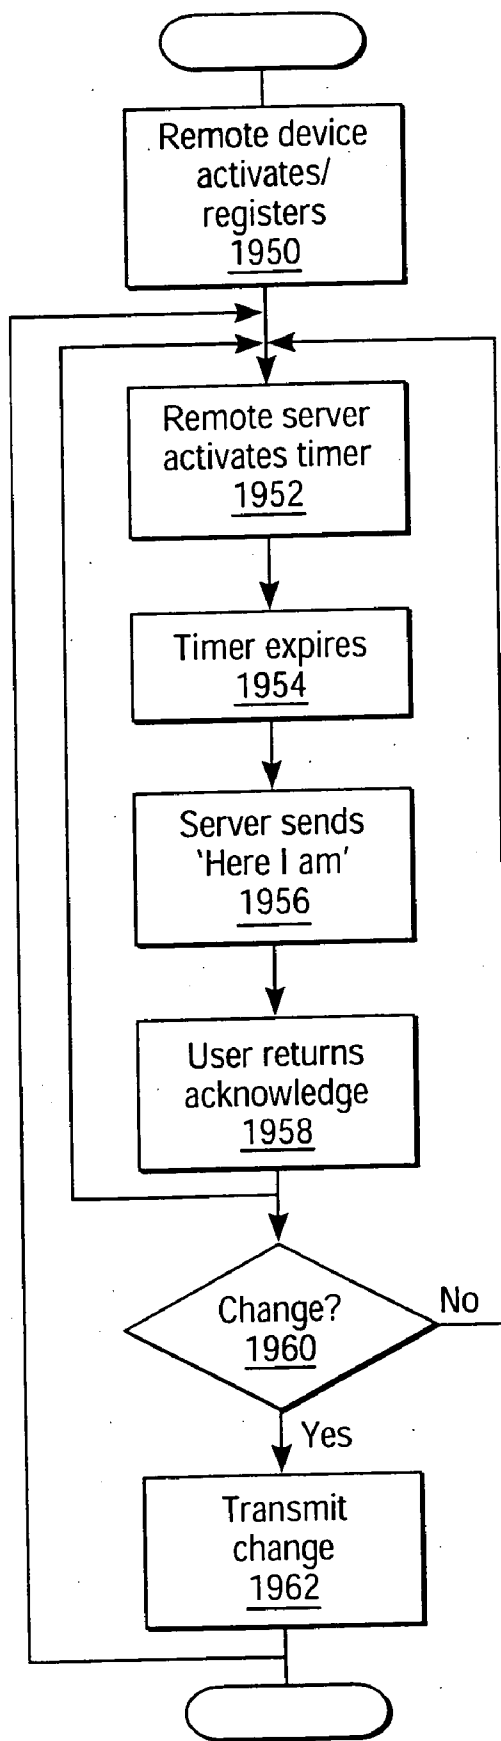 Remote device
activates/
registers
1950
Remote server
activates timer
1952
Timer expires
1954
Server sends
'Here I am'
1956
User returns
acknowledge
1958
Change?
1960
No
Yes
Transmit
change
1962